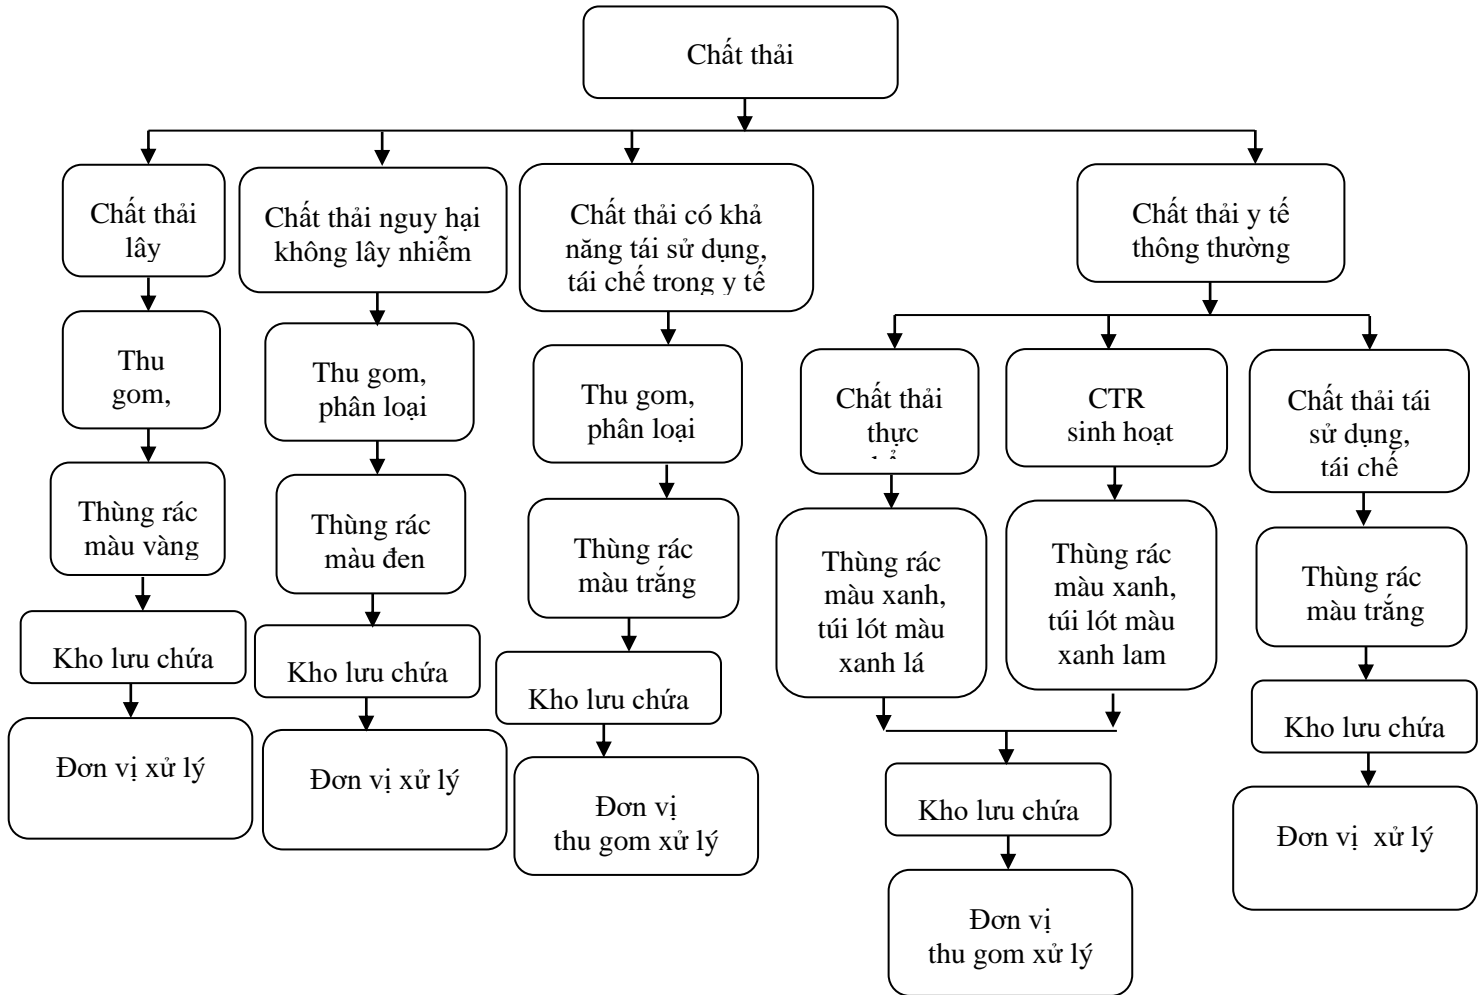 Chất thải
Chất thải
lây
Chất thải nguy hại
không lây nhiễm
Chất thải có khả
năng tái sử dụng,
tái chế trong y tế
Chất thải y tế
thông thường
Thu
gom,
Thu gom,
phân loại
Thu gom,
phân loại
Chất thải
thực
CTR
sinh hoạt
Chất thải tái
sử dụng,
tái chế
Thùng rác
màu vàng
Thùng rác
màu đen
Thùng rác
màu trắng
Thùng rác
màu xanh,
túi lót màu
xanh lá
Thùng rác
màu xanh,
túi lót màu
xanh lam
Thùng rác
màu trắng
Kho lưu chứa
Kho lưu chứa
Kho lưu chứa
Kho lưu chứa
Kho lưu chứa
Đơn vị xử lý
Đơn vị xử lý
Đơn vị
thu gom xử lý
Đơn vị
thu gom xử lý
Đơn vị  xử lý